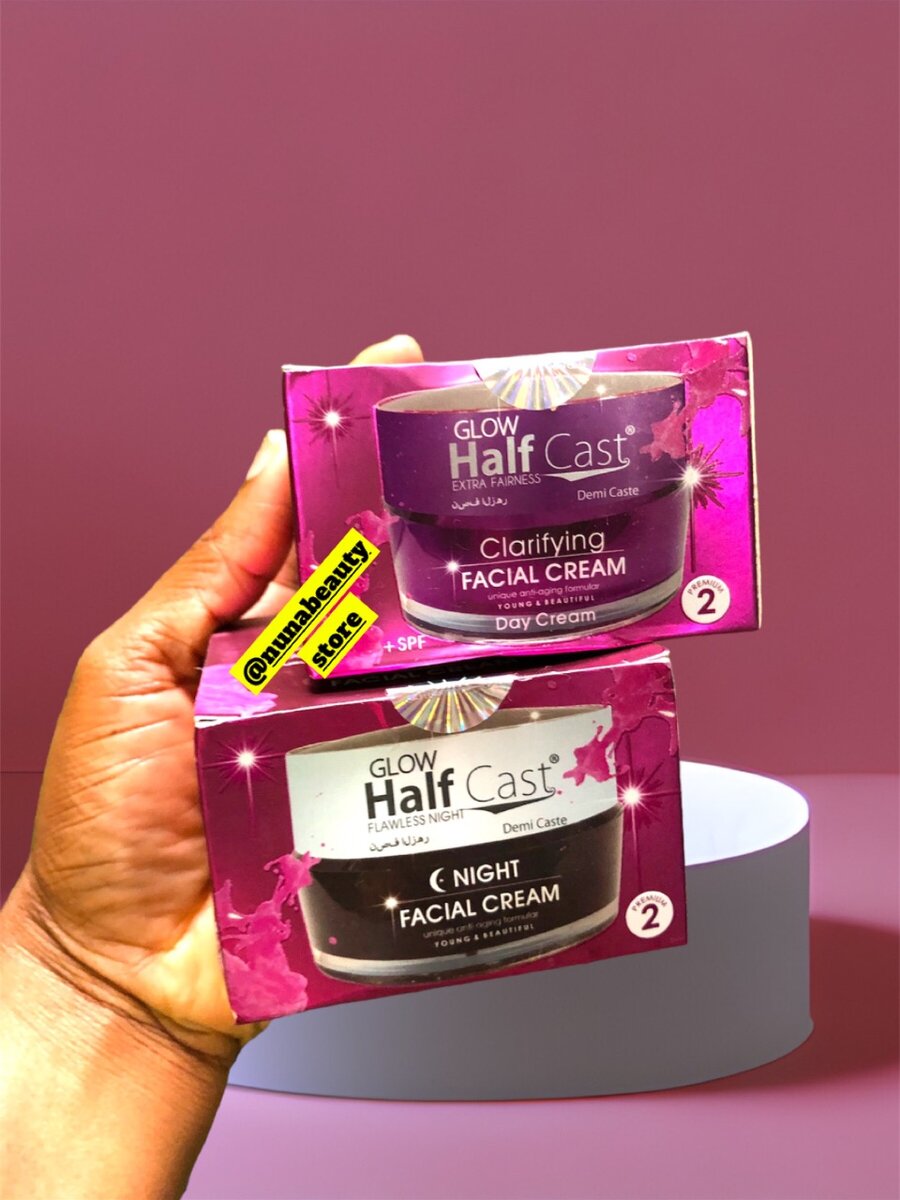 GLOW
Half Cast®
EXTRA FAIRNESS
Demi Caste
Clarifying
FACIAL CREAM
unique anti-aging formular
YOUNG & BEAUTIFUL
Day Cream
PREMIUM
2
+ SPF
@nunabeauty
store
GLOW
Half Cast®
FLAWLESS NIGHT
Demi Caste
NIGHT
FACIAL CREAM
unique anti aging formular
YOUNG & BEAUTIFUL
PREMIUM
2